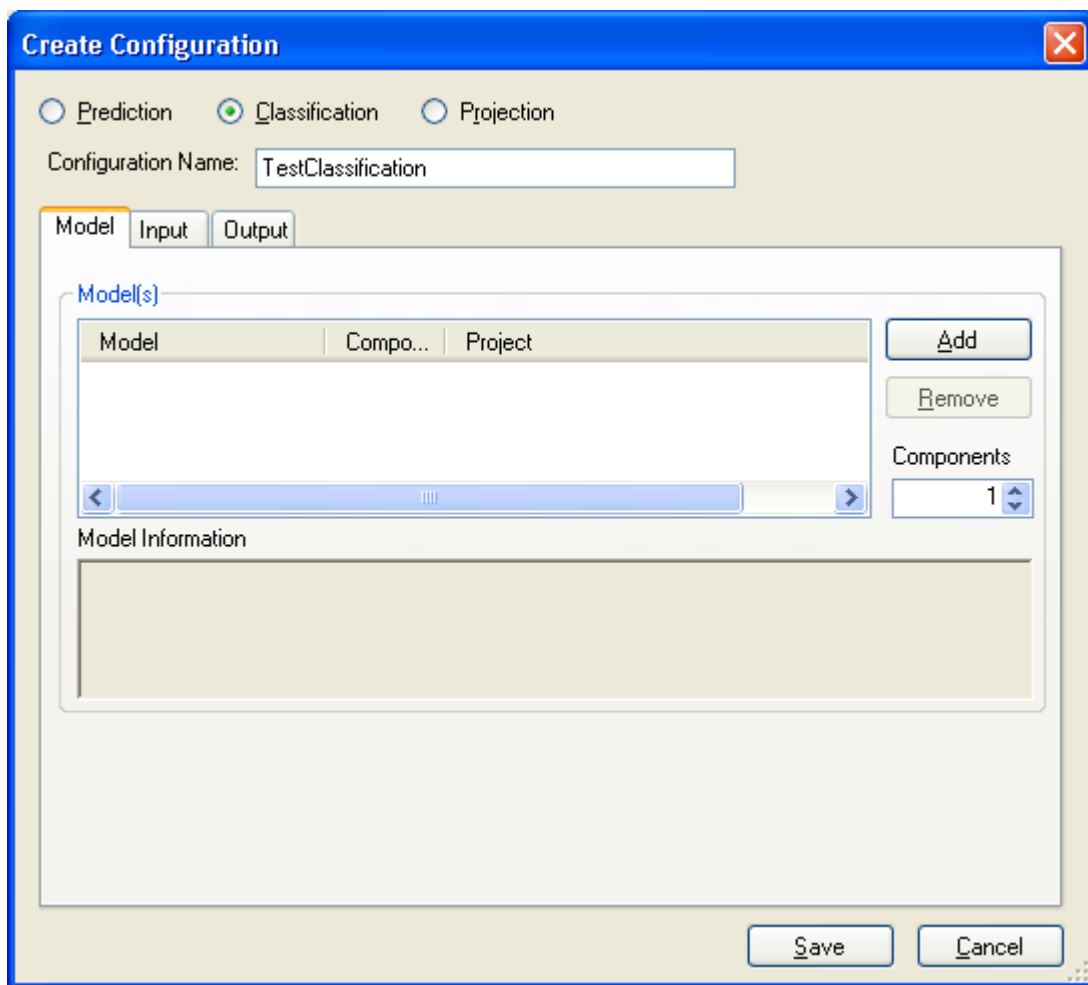 Create Configuration
Prediction Classification Projection
Configuration Name: TestClassification
Model Input Output
Model(s)
Model Compo... Project
Add
Remove
Components
1
Model Information
Save Cancel